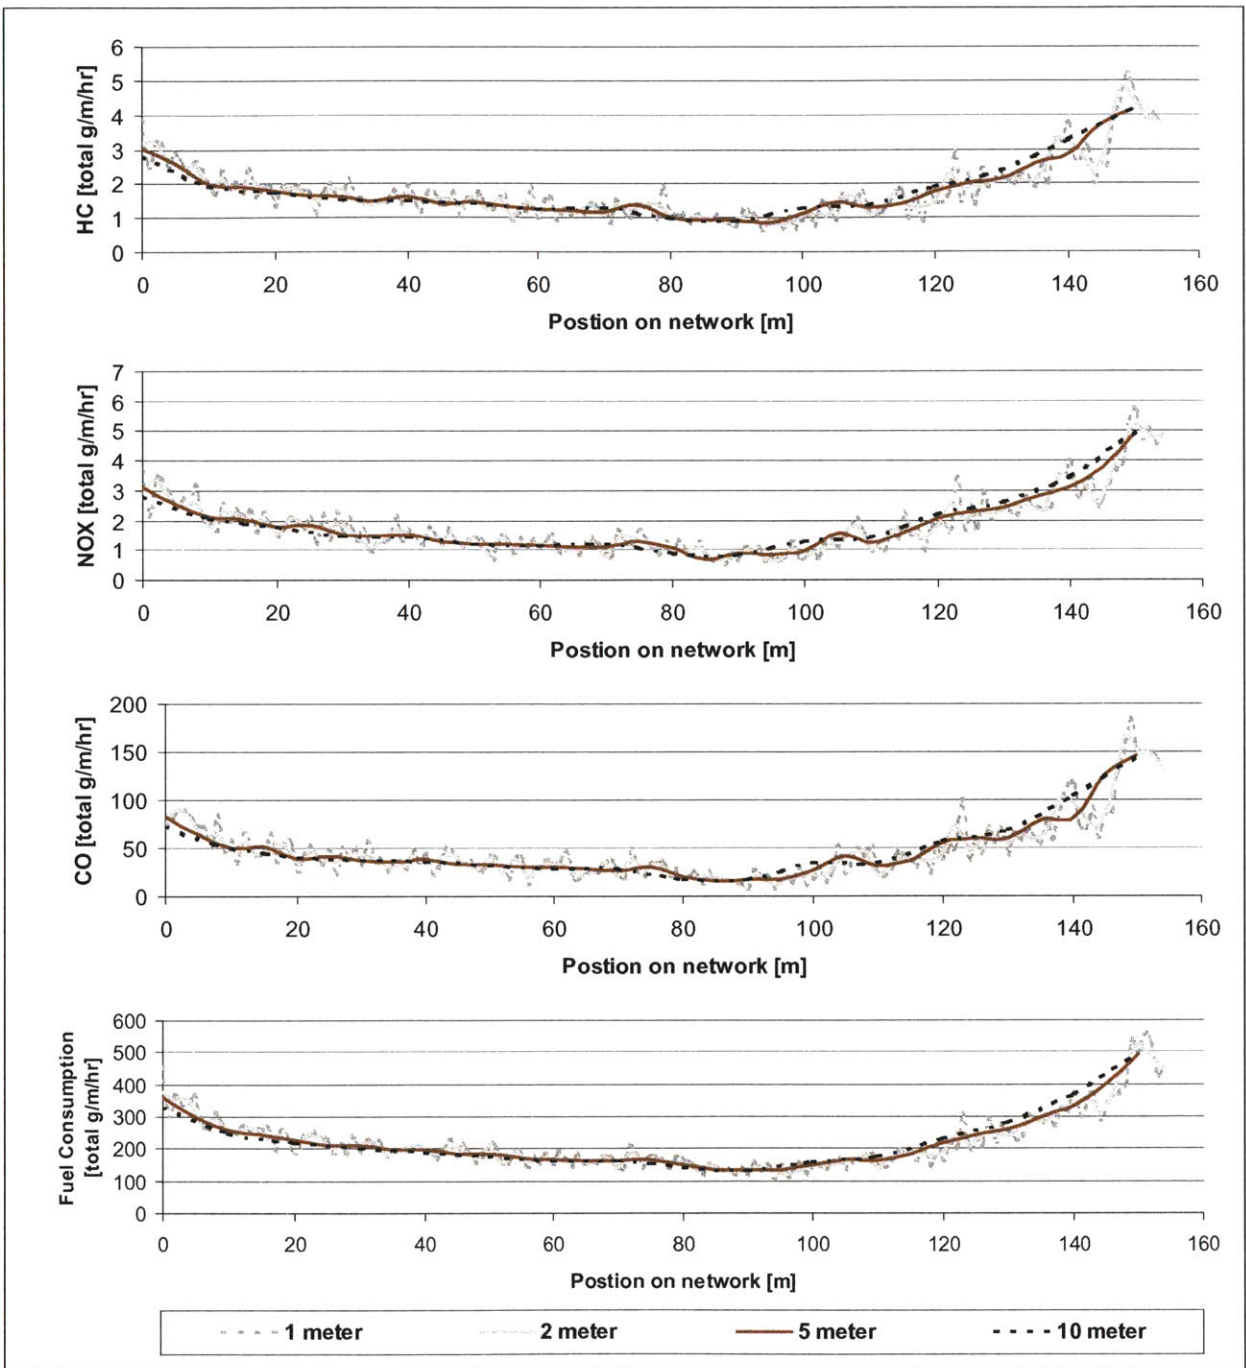 6
5
4
3
2
1
0
HC [total g/m/hr]
0 20 40 60 80 100 120 140 160
Postion on network [m]
7
6
5
4
3
2
1
0
NOX [total g/m/hr]
0 20 40 60 80 100 120 140 160
Postion on network [m]
200
150
100
50
0
CO [total g/m/hr]
0 20 40 60 80 100 120 140 160
Postion on network [m]
600
500
400
300
200
100
0
Fuel Consumption
[total g/m/hr]
0 20 40 60 80 100 120 140 160
Postion on network [m]
1 meter 2 meter 5 meter 10 meter